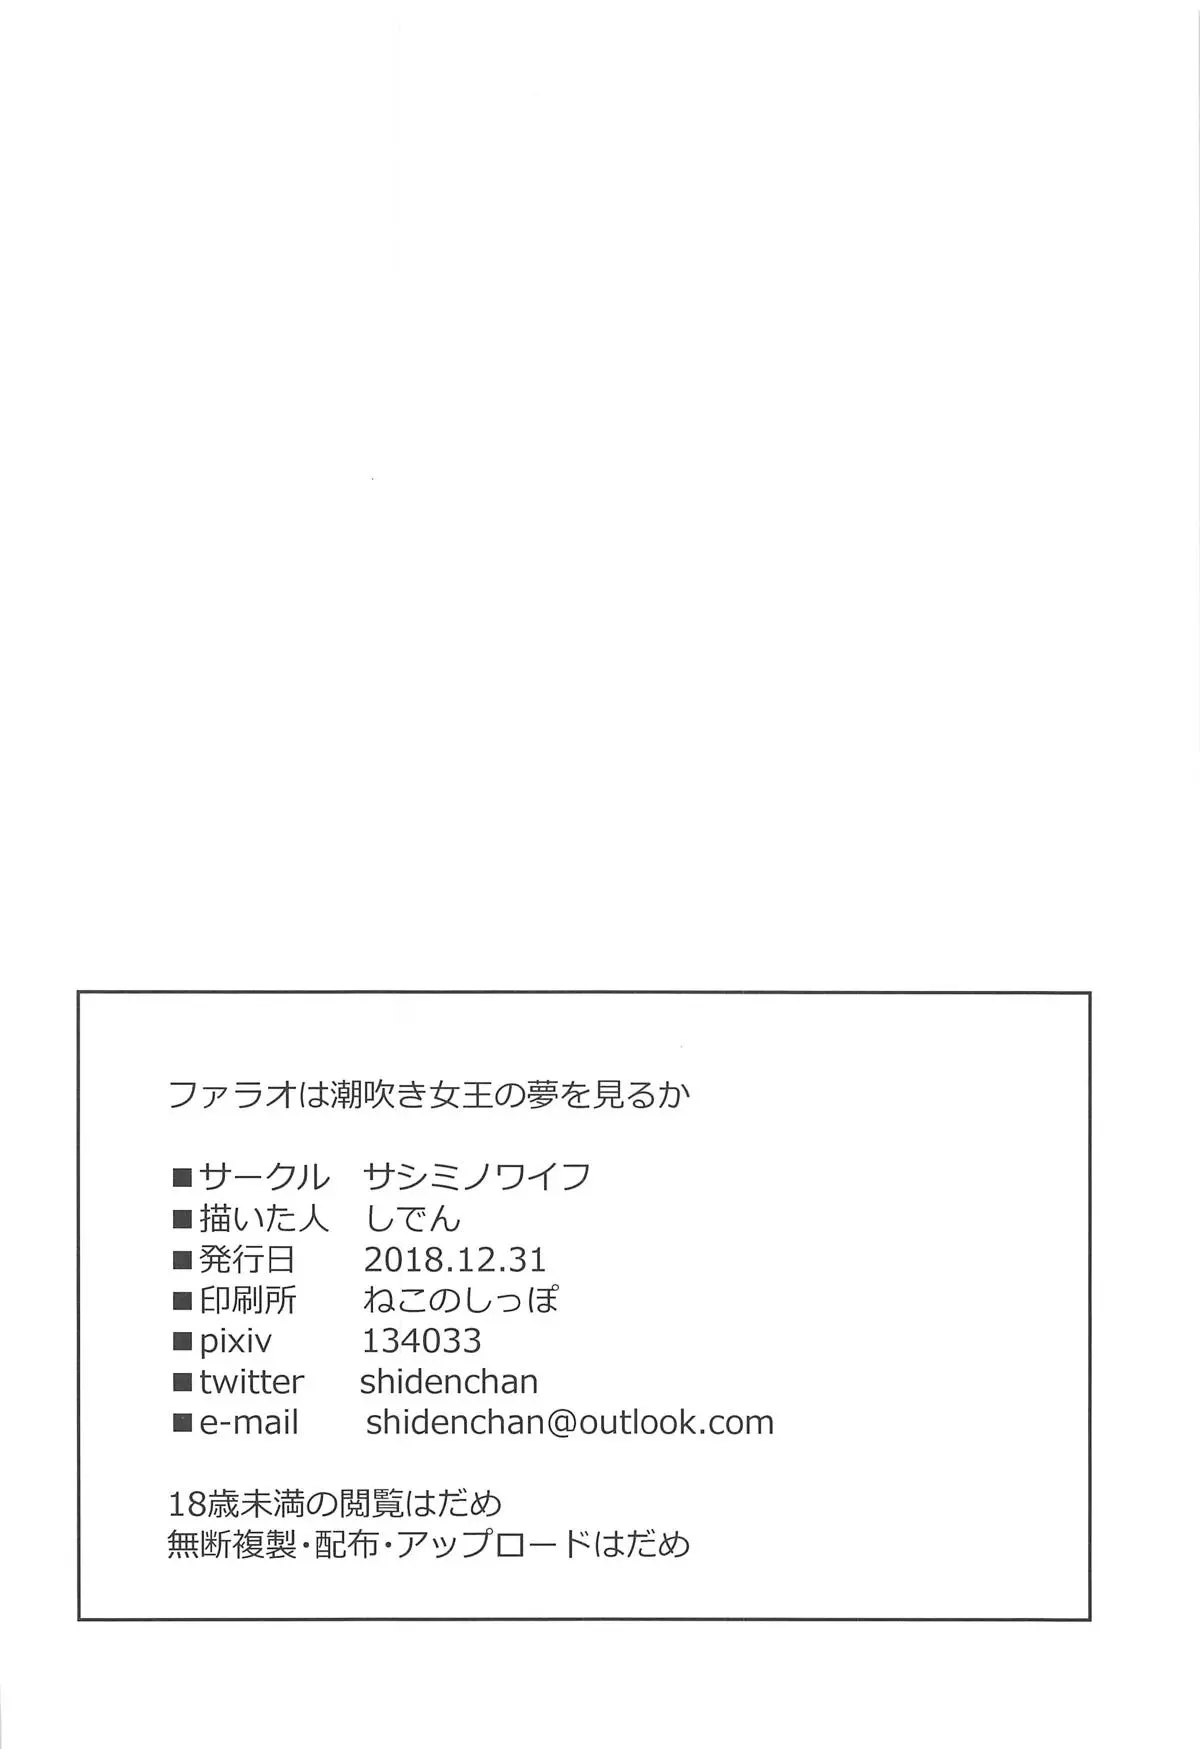 ファラオは潮吹き女王の夢を見るか
■サークル　サシミノワイフ
■描いた人　しでん
■発行日　2018.12.31
■印刷所　ねこのしっぽ
■pixiv　134033
■twitter　shidenchan
■e-mail　shidenchan@outlook.com
18歳未満の閲覧はだめ
無断複製・配布・アップロードはだめ